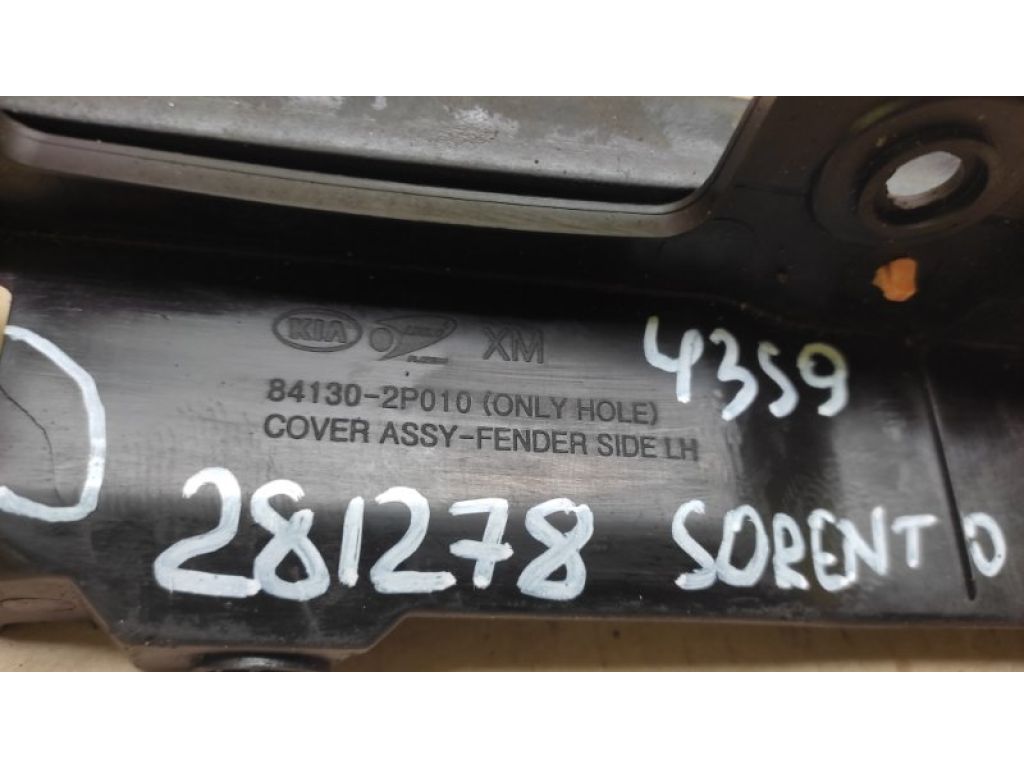 KIA XM
84130-2P010 (ONLY HOLE)
COVER ASSY-FENDER SIDE LH
4359
281278 SORENTO